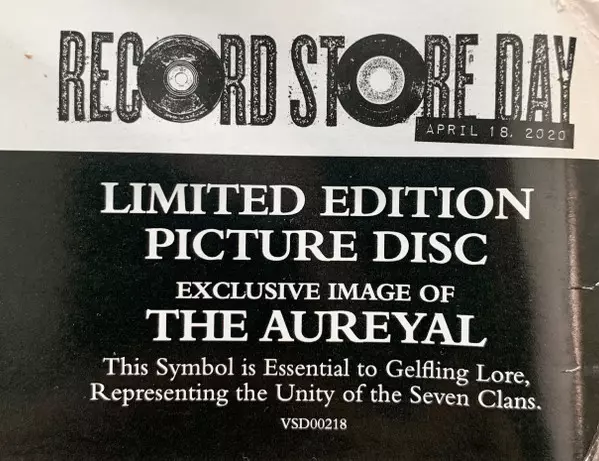 RECORD STORE DAY
APRIL 18, 2020
LIMITED EDITION
PICTURE DISC
EXCLUSIVE IMAGE OF
THE AUREYAL
This Symbol is Essential to Gelfling Lore,
Representing the Unity of the Seven Clans.
VSD00218